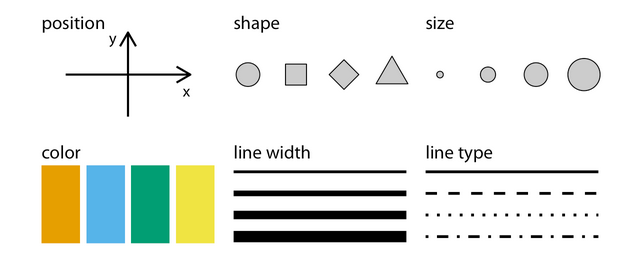 position
y
x
shape
size
color
line width
line type